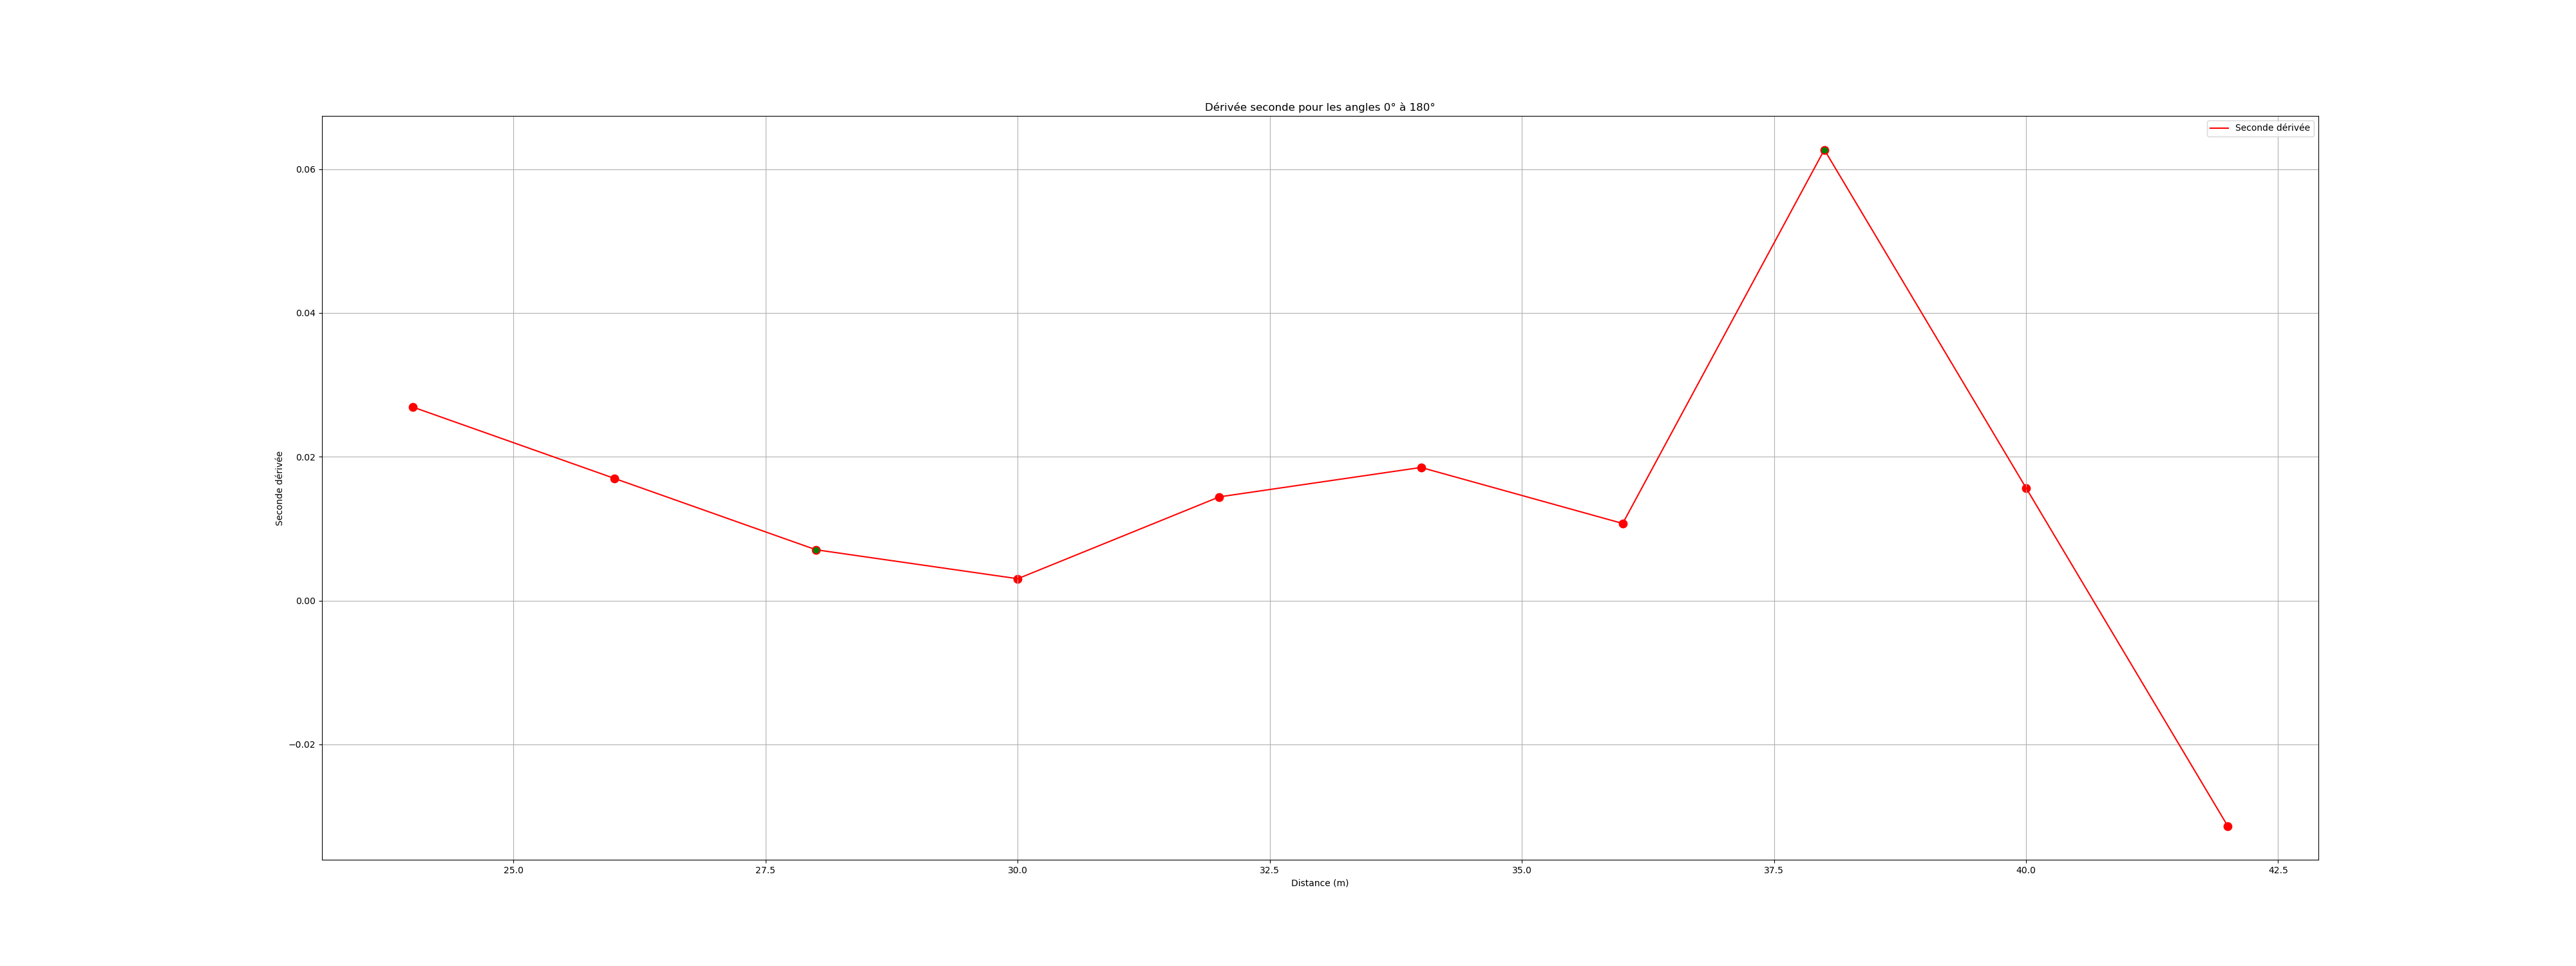 Dérivée seconde pour les angles 0° à 180°
Seconde dérivée
0.06
0.04
0.02
0.00
−0.02
Seconde dérivée
25.0 27.5 30.0 32.5 35.0 37.5 40.0 42.5
Distance (m)